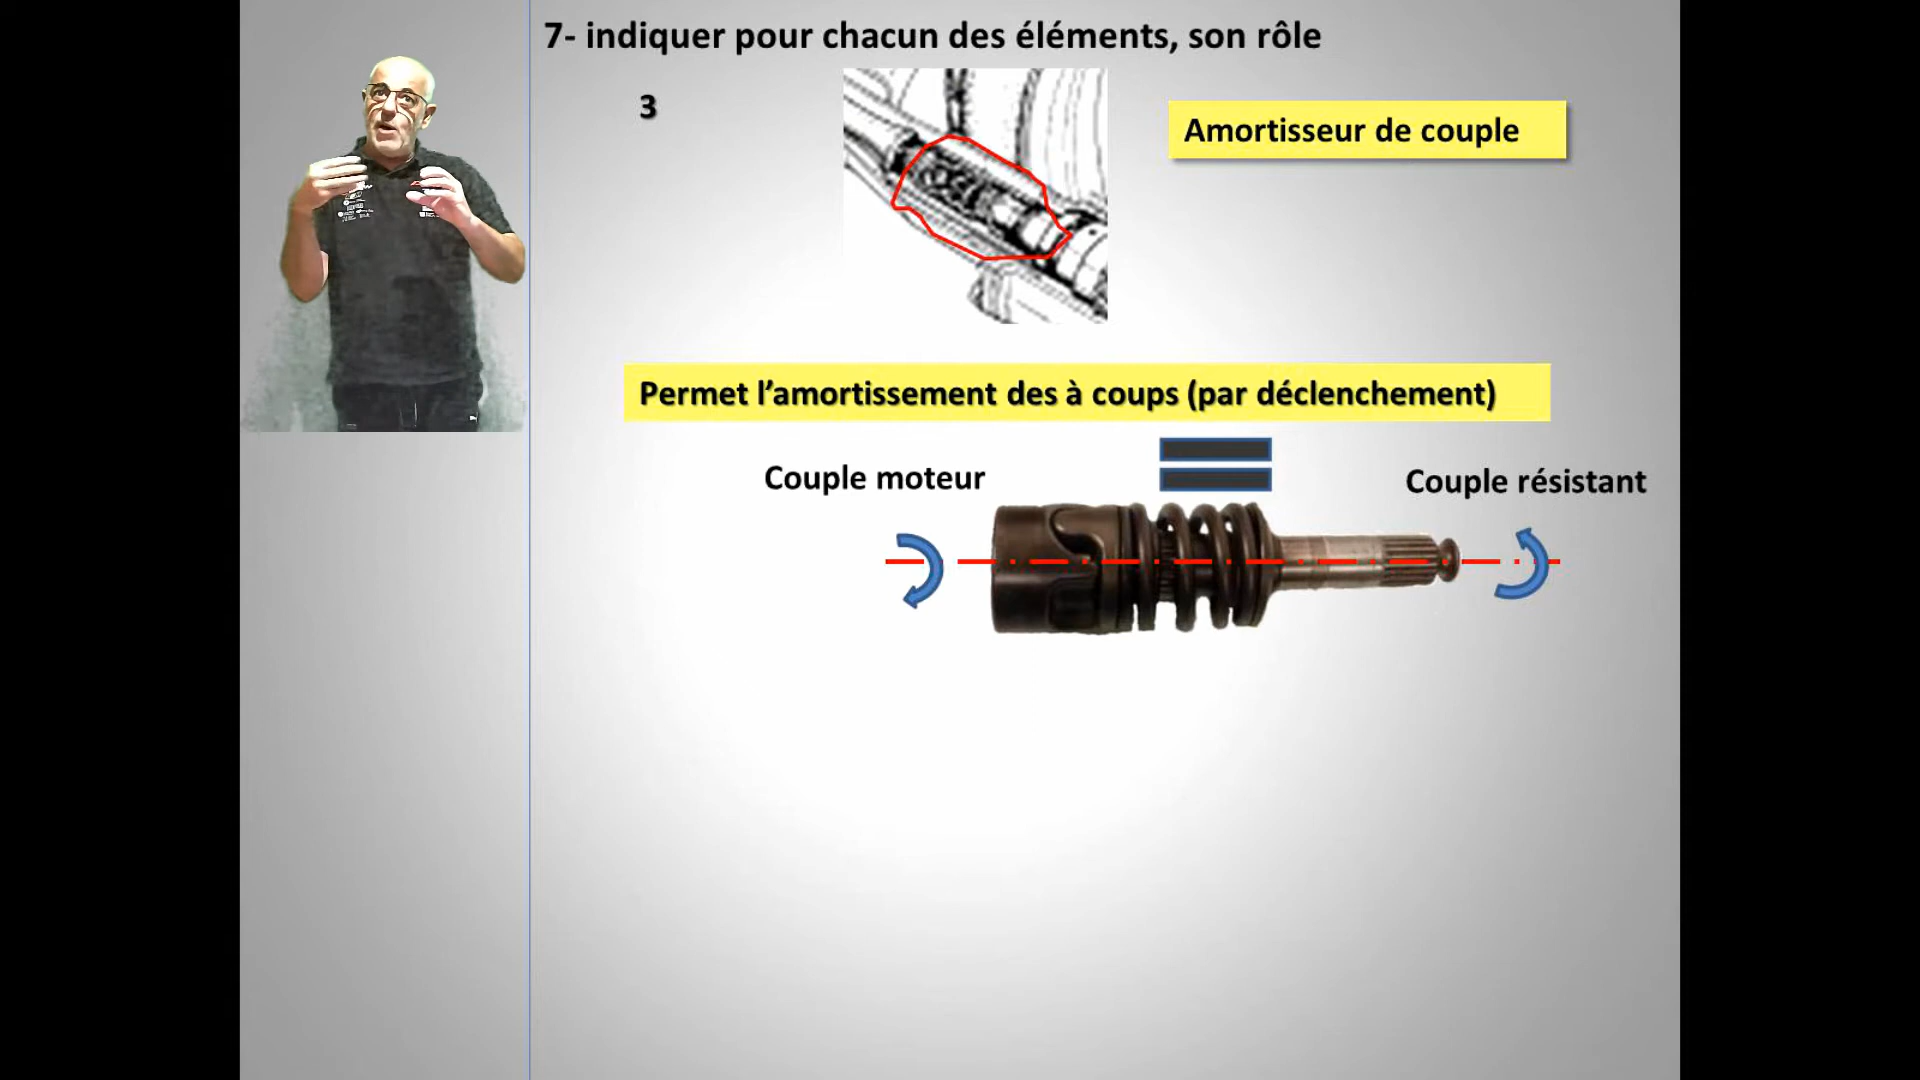 7- indiquer pour chacun des éléments, son rôle
3
Amortisseur de couple
Permet l’amortissement des à coups (par déclenchement)
Couple moteur
Couple résistant